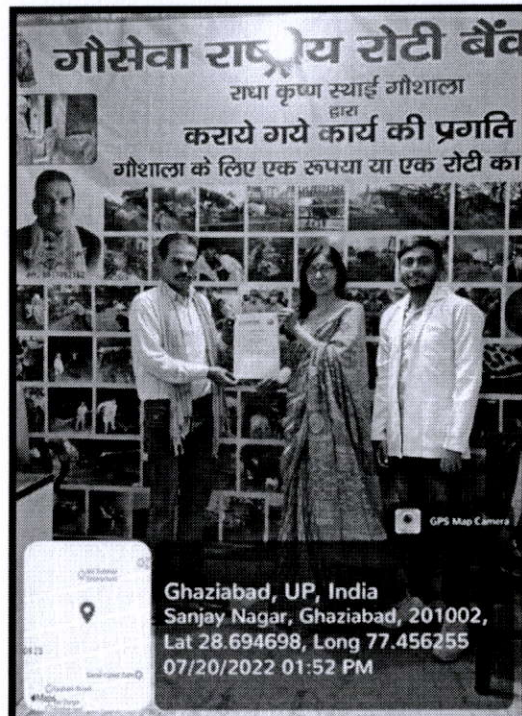 गौसेवा राष्ट्रीय रोटी बैंक
राधा कृष्ण स्थाई गौशाला
द्वारा
कराये गये कार्य की प्रगति
गौशाला के लिए एक रूपया या एक रोटी का
GPS Map Camera
Ghaziabad, UP, India
Sanjay Nagar, Ghaziabad, 201002,
Lat 28.694698, Long 77.456255
07/20/2022 01:52 PM